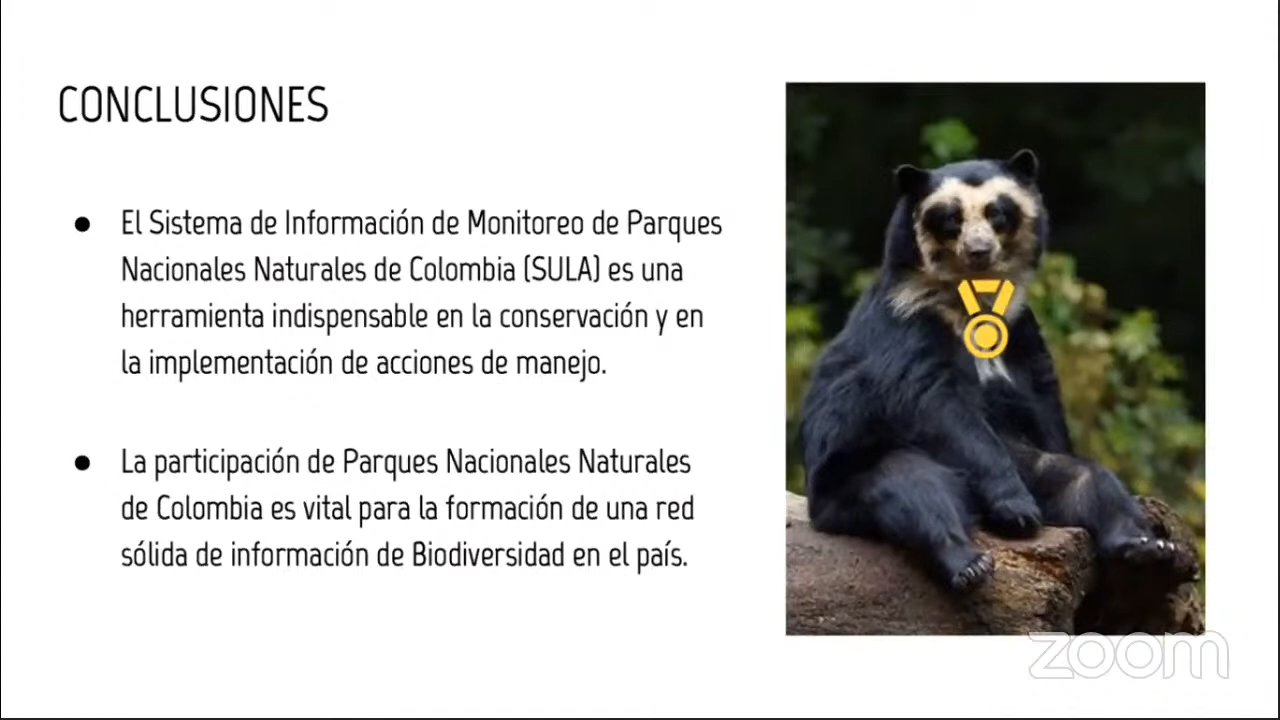 CONCLUSIONES
● El Sistema de Información de Monitoreo de Parques
Nacionales Naturales de Colombia (SULA) es una
herramienta indispensable en la conservación y en
la implementación de acciones de manejo.
● La participación de Parques Nacionales Naturales
de Colombia es vital para la formación de una red
sólida de información de Biodiversidad en el país.
zoom